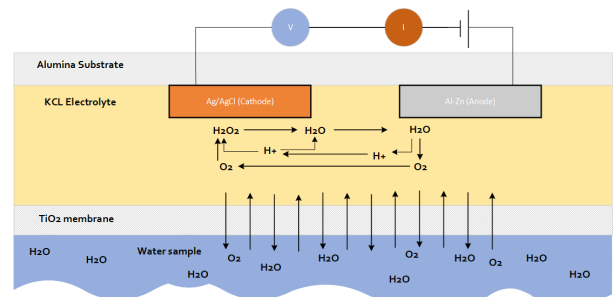 V
I
Alumina Substrate
KCL Electrolyte
Ag/AgCl (Cathode)
Al-Zn (Anode)
H2O2
H2O
H2O
H+
H+
O2
O2
TiO2 membrane
Water sample
H2O
H2O
H2O
O2
H2O
H2O
O2
H2O
H2O
O2
H2O
H2O